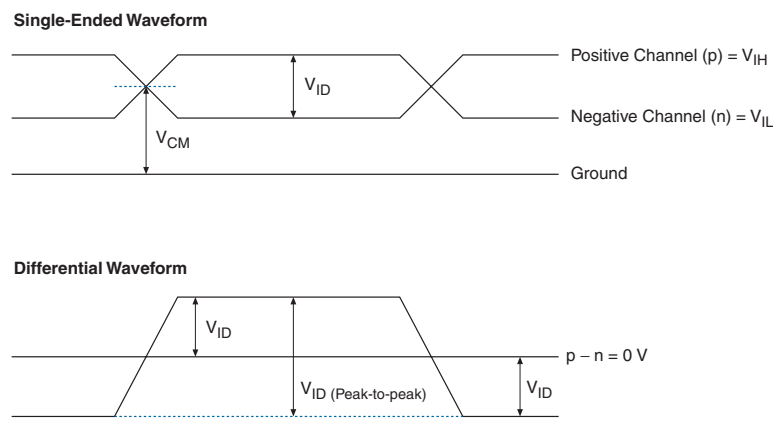 Single-Ended Waveform
Positive Channel (p) = VIH
VID
Negative Channel (n) = VIL
VCM
Ground
Differential Waveform
VID
p − n = 0 V
VID (Peak-to-peak)
VID